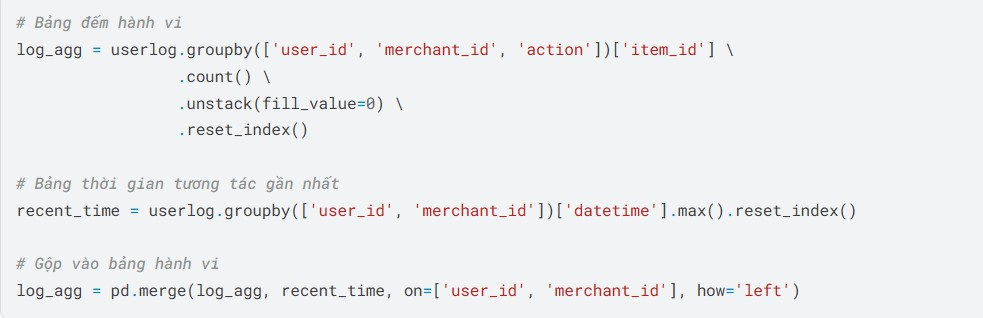 # Bảng đếm hành vi
log_agg = userlog.groupby(['user_id', 'merchant_id', 'action'])['item_id'] \
.count() \
.unstack(fill_value=0) \
.reset_index()
# Bảng thời gian tương tác gần nhất
recent_time = userlog.groupby(['user_id', 'merchant_id'])['datetime'].max().reset_index()
# Gộp vào bảng hành vi
log_agg = pd.merge(log_agg, recent_time, on=['user_id', 'merchant_id'], how='left')